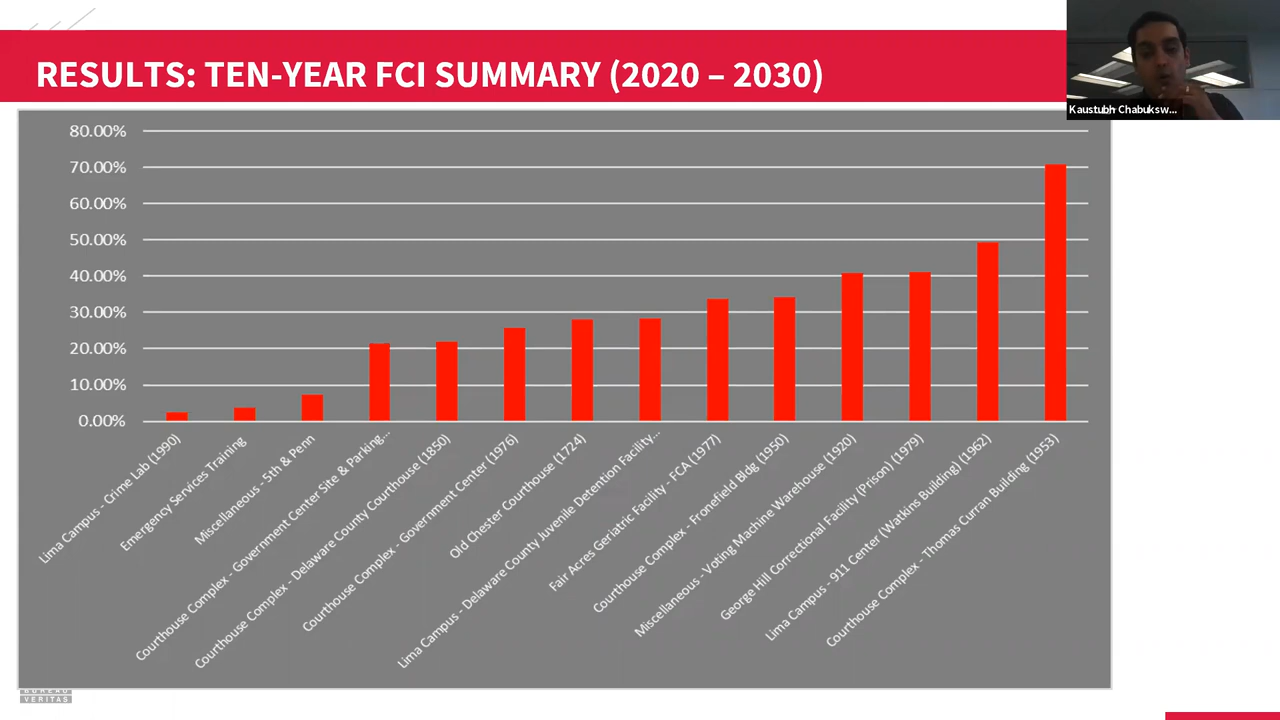 RESULTS: TEN-YEAR FCI SUMMARY (2020 – 2030)
Kaustubh Chabuksw...
80.00%
70.00%
60.00%
50.00%
40.00%
30.00%
20.00%
10.00%
0.00%
Lima Campus - Crime Lab (1990)
Emergency Services Training
Miscellaneous - 5th & Penn
Courthouse Complex - Government Center Site & Parking...
Courthouse Complex - Delaware County Courthouse (1850)
Courthouse Complex - Government Center (1976)
Old Chester Courthouse (1724)
Lima Campus - Delaware County Juvenile Detention Facility...
Fair Acres Geriatric Facility - FCA (1977)
Courthouse Complex - Fronefield Bldg (1950)
Miscellaneous - Voting Machine Warehouse (1920)
George Hill Correctional Facility (Prison) (1979)
Lima Campus - 911 Center (Watkins Building) (1962)
Courthouse Complex - Thomas Curran Building (1953)
BUREAU
VERITAS